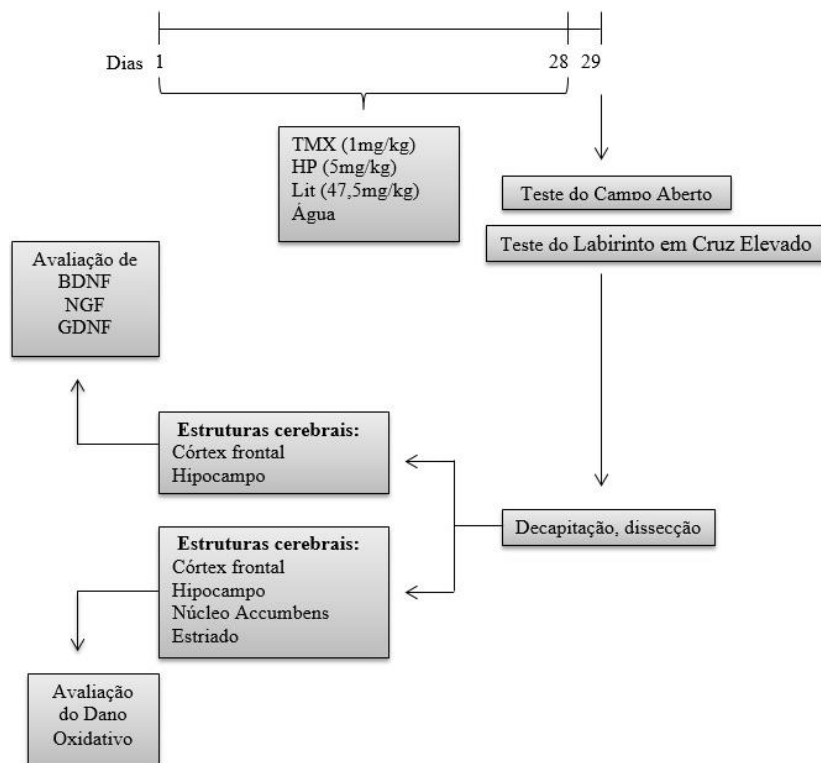 Dias 1 28 29
TMX (1mg/kg)
HP (5mg/kg)
Lit (47,5mg/kg)
Água
Teste do Campo Aberto
Teste do Labirinto em Cruz Elevado
Avaliação de
BDNF
NGF
GDNF
Estruturas cerebrais:
Córtex frontal
Hipocampo
Decapitação, dissecção
Estruturas cerebrais:
Córtex frontal
Hipocampo
Núcleo Accumbens
Estriado
Avaliação
do Dano
Oxidativo